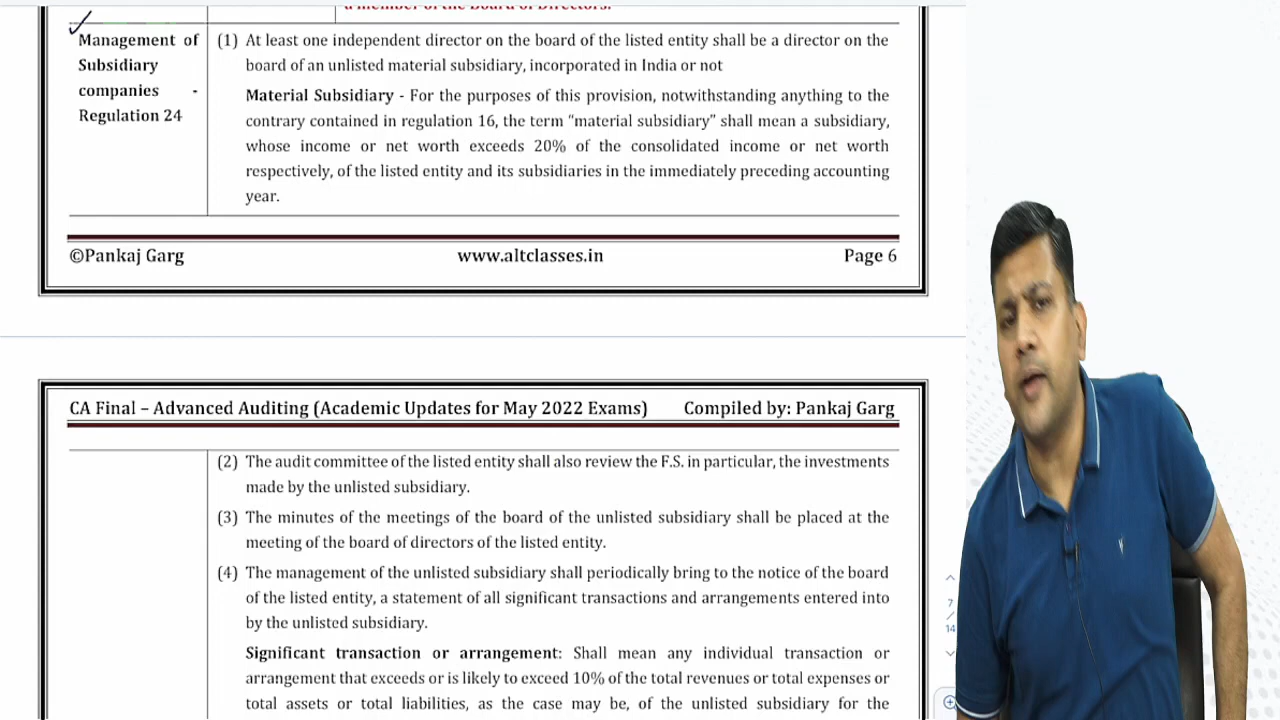 a member of the Board of Directors.
Management of
Subsidiary
companies -
Regulation 24
(1) At least one independent director on the board of the listed entity shall be a director on the
board of an unlisted material subsidiary, incorporated in India or not
Material Subsidiary - For the purposes of this provision, notwithstanding anything to the
contrary contained in regulation 16, the term “material subsidiary” shall mean a subsidiary,
whose income or net worth exceeds 20% of the consolidated income or net worth
respectively, of the listed entity and its subsidiaries in the immediately preceding accounting
year.
©Pankaj Garg www.altclasses.in Page 6
CA Final – Advanced Auditing (Academic Updates for May 2022 Exams) Compiled by: Pankaj Garg
(2) The audit committee of the listed entity shall also review the F.S. in particular, the investments
made by the unlisted subsidiary.
(3) The minutes of the meetings of the board of the unlisted subsidiary shall be placed at the
meeting of the board of directors of the listed entity.
(4) The management of the unlisted subsidiary shall periodically bring to the notice of the board
of the listed entity, a statement of all significant transactions and arrangements entered into
by the unlisted subsidiary.
Significant transaction or arrangement: Shall mean any individual transaction or
arrangement that exceeds or is likely to exceed 10% of the total revenues or total expenses or
total assets or total liabilities, as the case may be, of the unlisted subsidiary for the
7
/
14